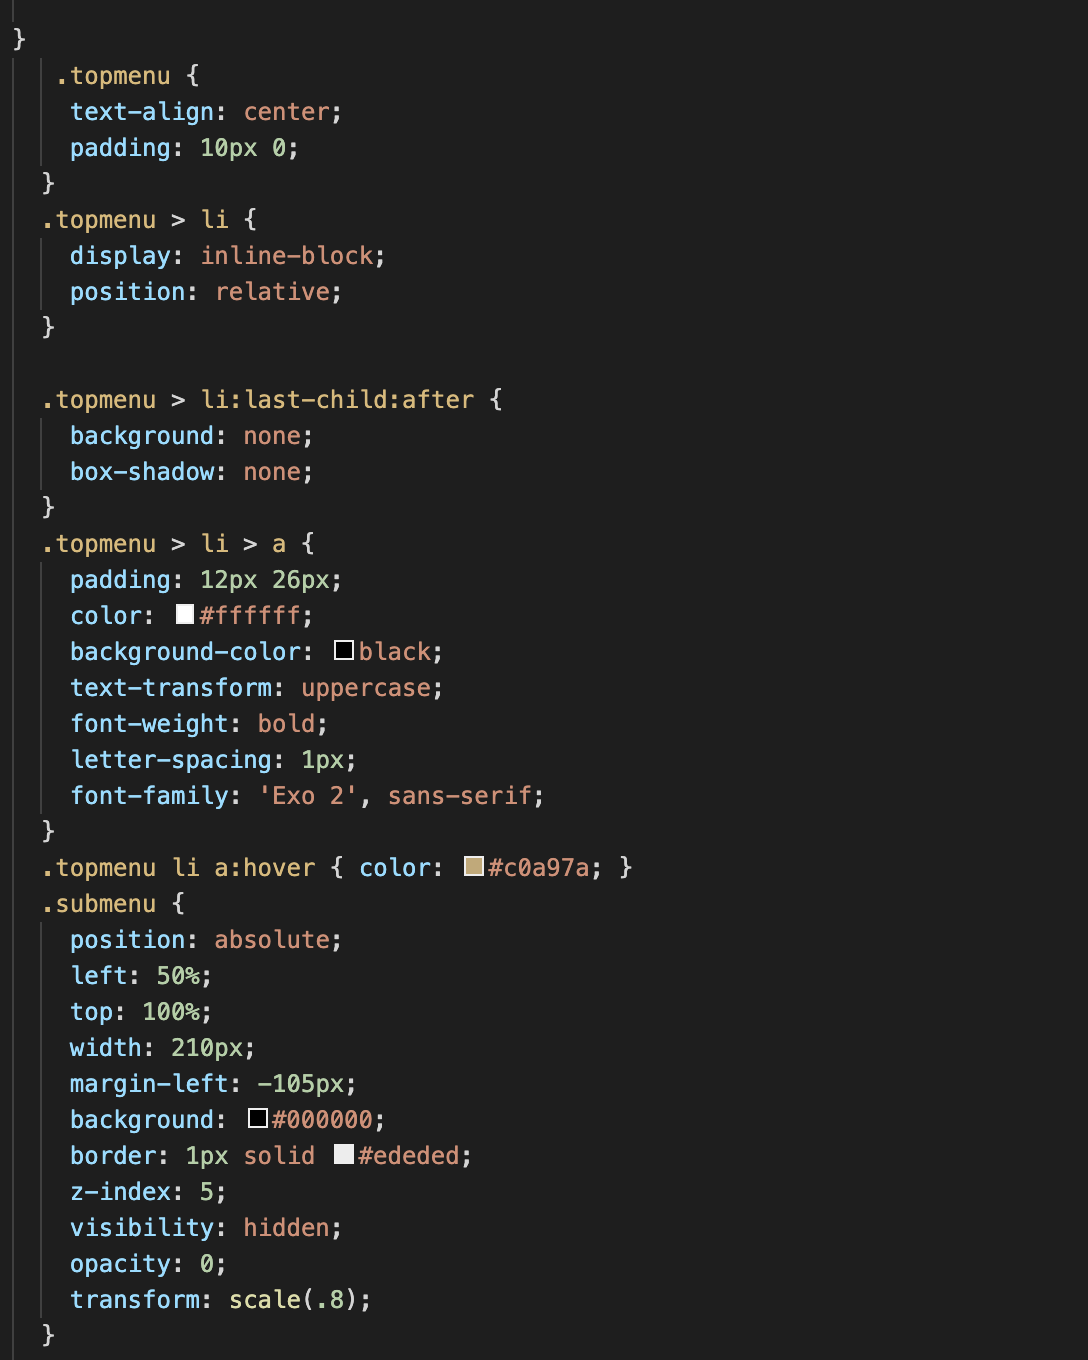 }
.topmenu {
text-align: center;
padding: 10px 0;
}
.topmenu > li {
display: inline-block;
position: relative;
}
.topmenu > li:last-child:after {
background: none;
box-shadow: none;
}
.topmenu > li > a {
padding: 12px 26px;
color: #ffffff;
background-color: black;
text-transform: uppercase;
font-weight: bold;
letter-spacing: 1px;
font-family: 'Exo 2', sans-serif;
}
.topmenu li a:hover { color: #c0a97a; }
.submenu {
position: absolute;
left: 50%;
top: 100%;
width: 210px;
margin-left: -105px;
background: #000000;
border: 1px solid #ededed;
z-index: 5;
visibility: hidden;
opacity: 0;
transform: scale(.8);
}